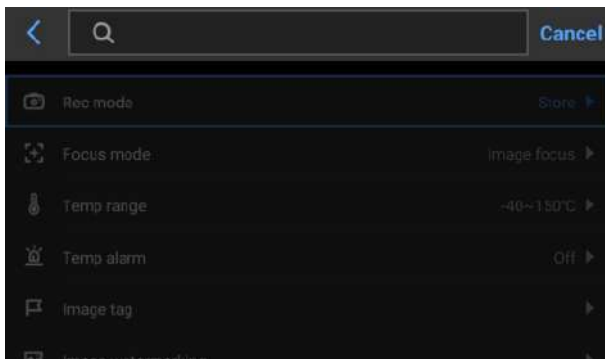 Cancel
Rec mode Store
Focus mode Image focus
Temp range -40~150°C
Temp alarm Off
Image tag